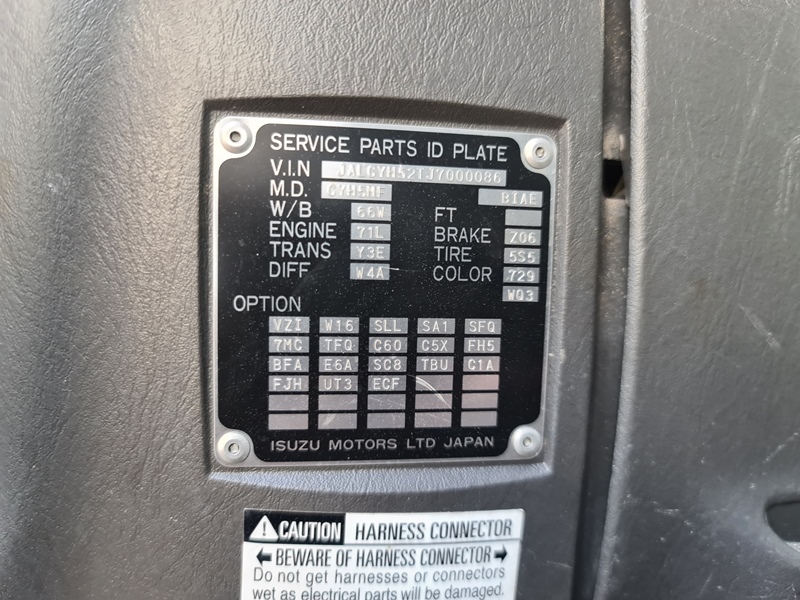 SERVICE PARTS ID PLATE
V.I.N JALCYH52TJ7000086
M.D. CYH5MF BIAE
W/B 66W FT
ENGINE 71L BRAKE 706
TRANS Y3E TIRE 5S5
DIFF W4A COLOR 729
WQ3
OPTION
VZI W16 SLL SA1 SFQ
7MC TFQ C60 C5X FH5
BFA E6A SC8 TBU C1A
FJH UT3 ECF
ISUZU MOTORS LTD JAPAN
CAUTION HARNESS CONNECTOR
BEWARE OF HARNESS CONNECTOR
Do not get harnesses or connectors
wet as electrical parts will be damaged.